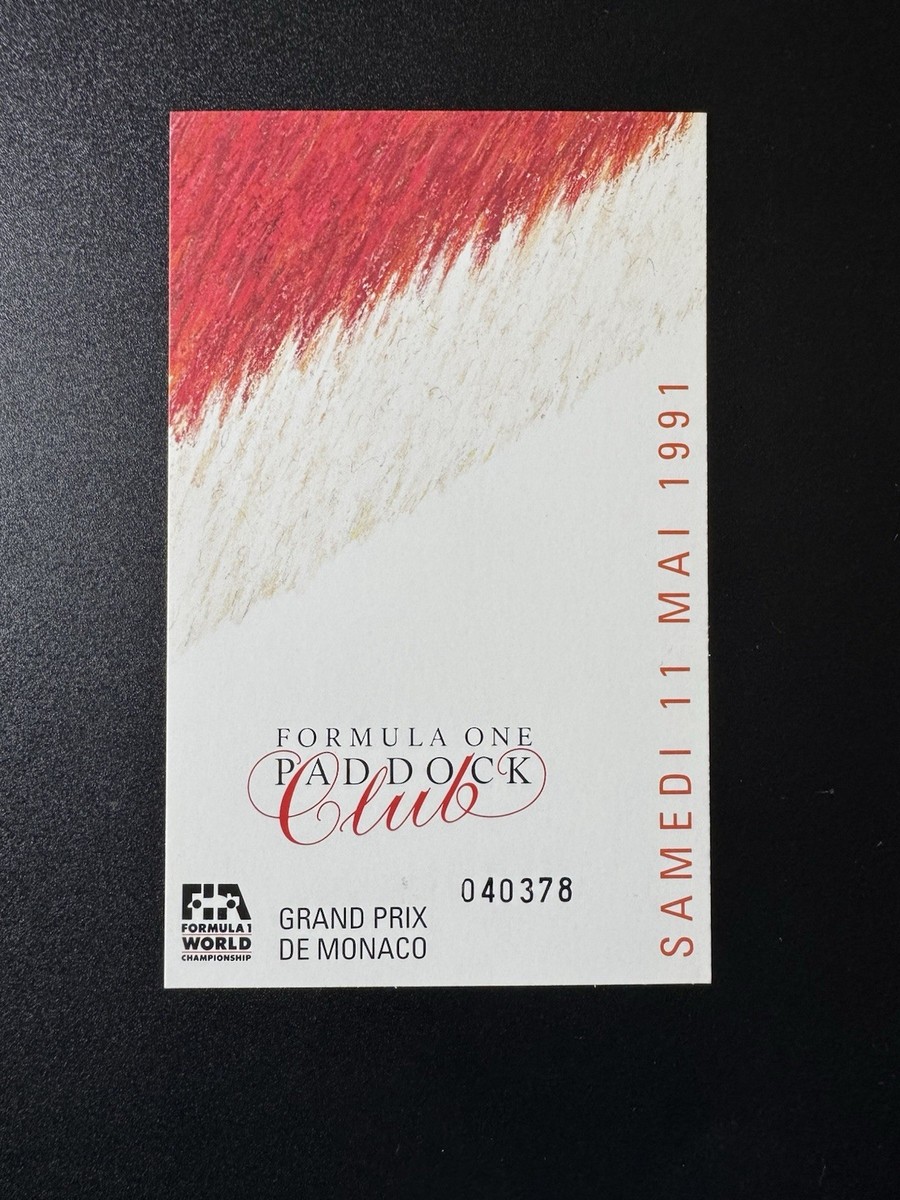 SAMEDI 11 MAI 1991
FORMULA ONE
PADDOCK
Club
040378
FIA
FORMULA 1
WORLD
CHAMPIONSHIP
GRAND PRIX
DE MONACO